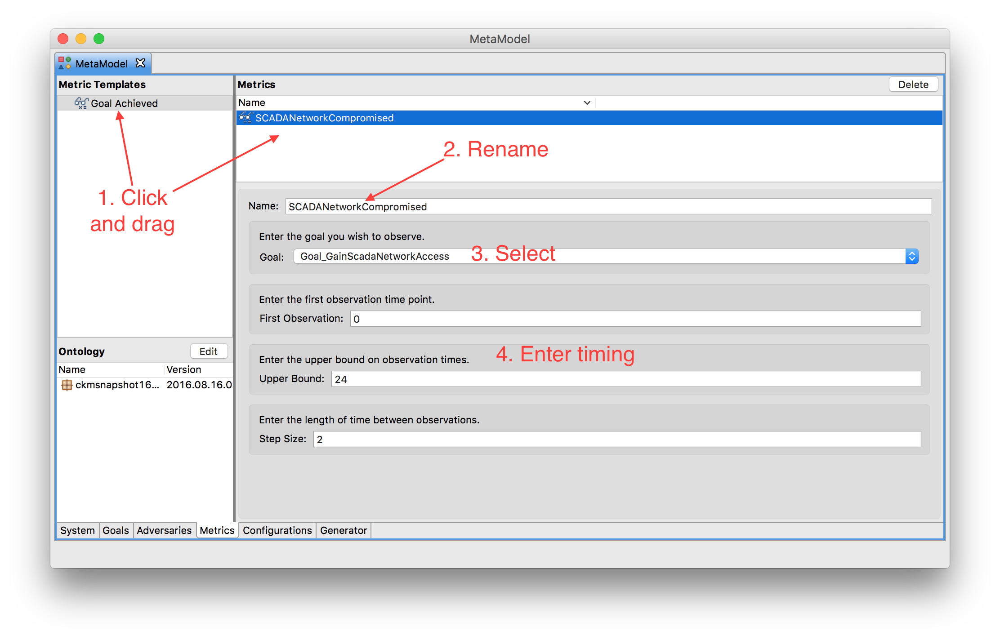 MetaModel
MetaModel
Metric Templates
Goal Achieved
Metrics
Delete
Name
SCADANetworkCompromised
1. Click
and drag
2. Rename
Name: SCADANetworkCompromised
Enter the goal you wish to observe.
Goal: Goal_GainScadaNetworkAccess
3. Select
Enter the first observation time point.
First Observation: 0
4. Enter timing
Enter the upper bound on observation times.
Upper Bound: 24
Enter the length of time between observations.
Step Size: 2
Ontology
Edit
Name Version
ckmsnapshot16... 2016.08.16.0
System Goals Adversaries Metrics Configurations Generator